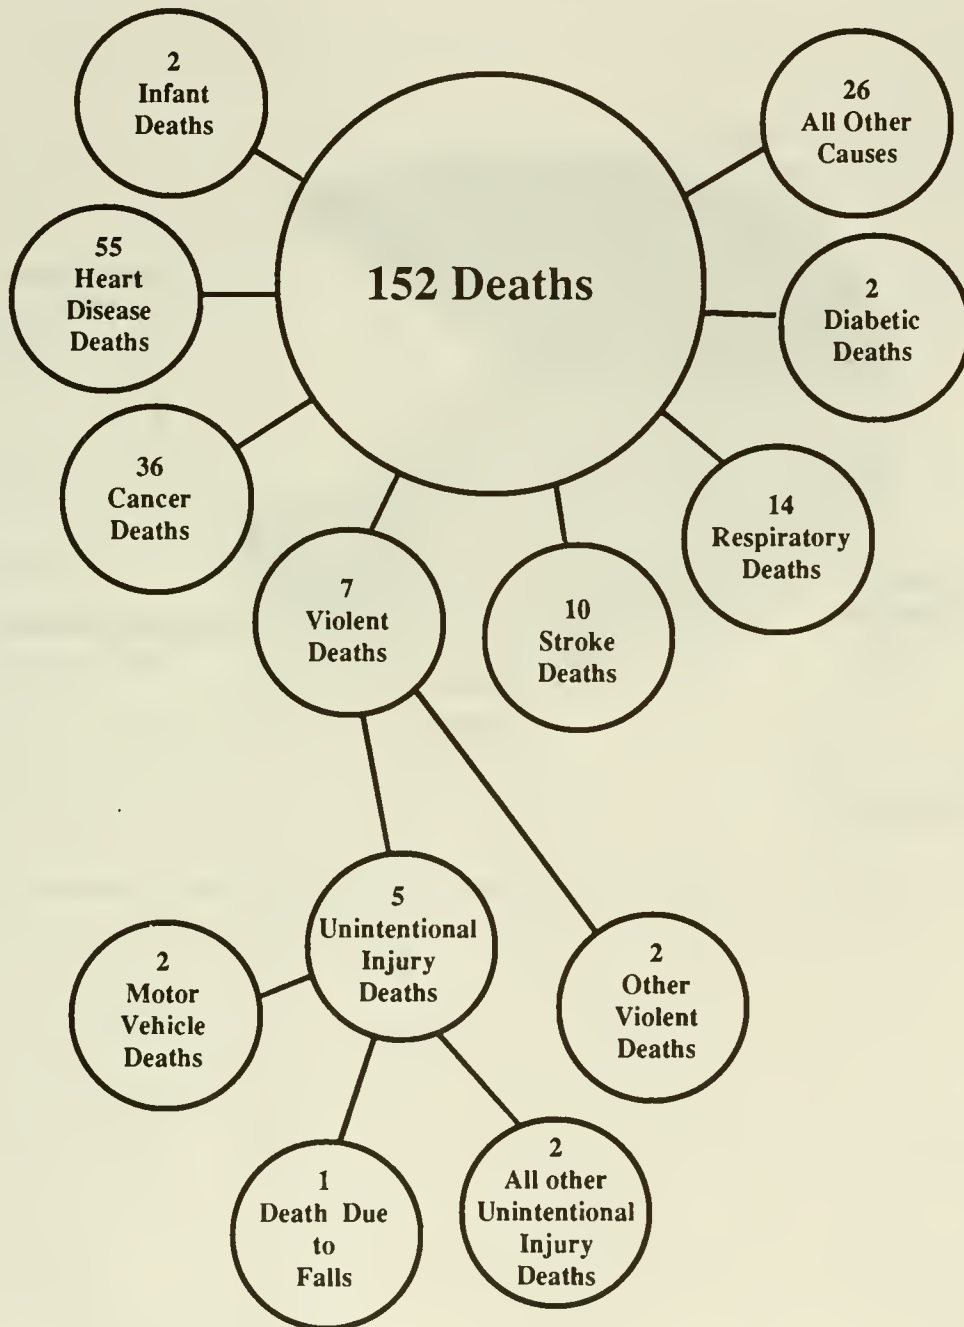 2
Infant
Deaths
26
All Other
Causes
152 Deaths
55
Heart
Disease
Deaths
2
Diabetic
Deaths
36
Cancer
Deaths
14
Respiratory
Deaths
7
Violent
Deaths
10
Stroke
Deaths
5
Unintentional
Injury
Deaths
2
Motor
Vehicle
Deaths
2
Other
Violent
Deaths
1
Death Due
to
Falls
2
All other
Unintentional
Injury
Deaths